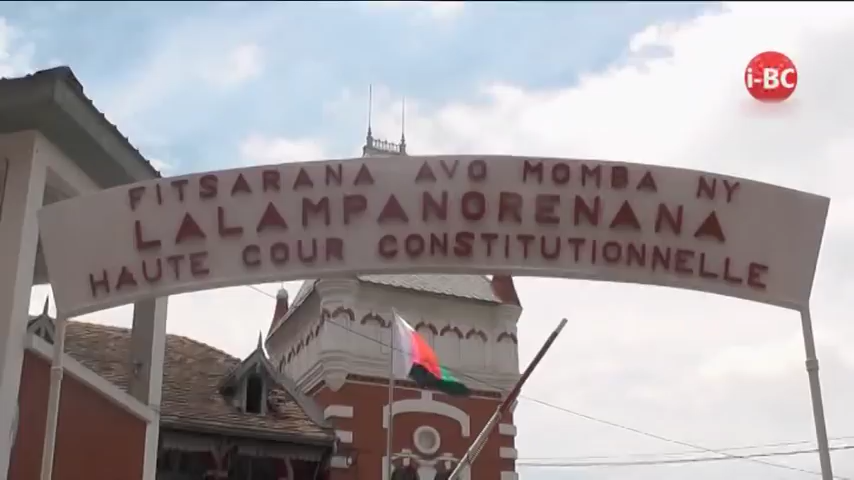 i-BC
FITSARANA AVO MOMBA NY
LALAMPANORENANA
HAUTE COUR CONSTITUTIONNELLE